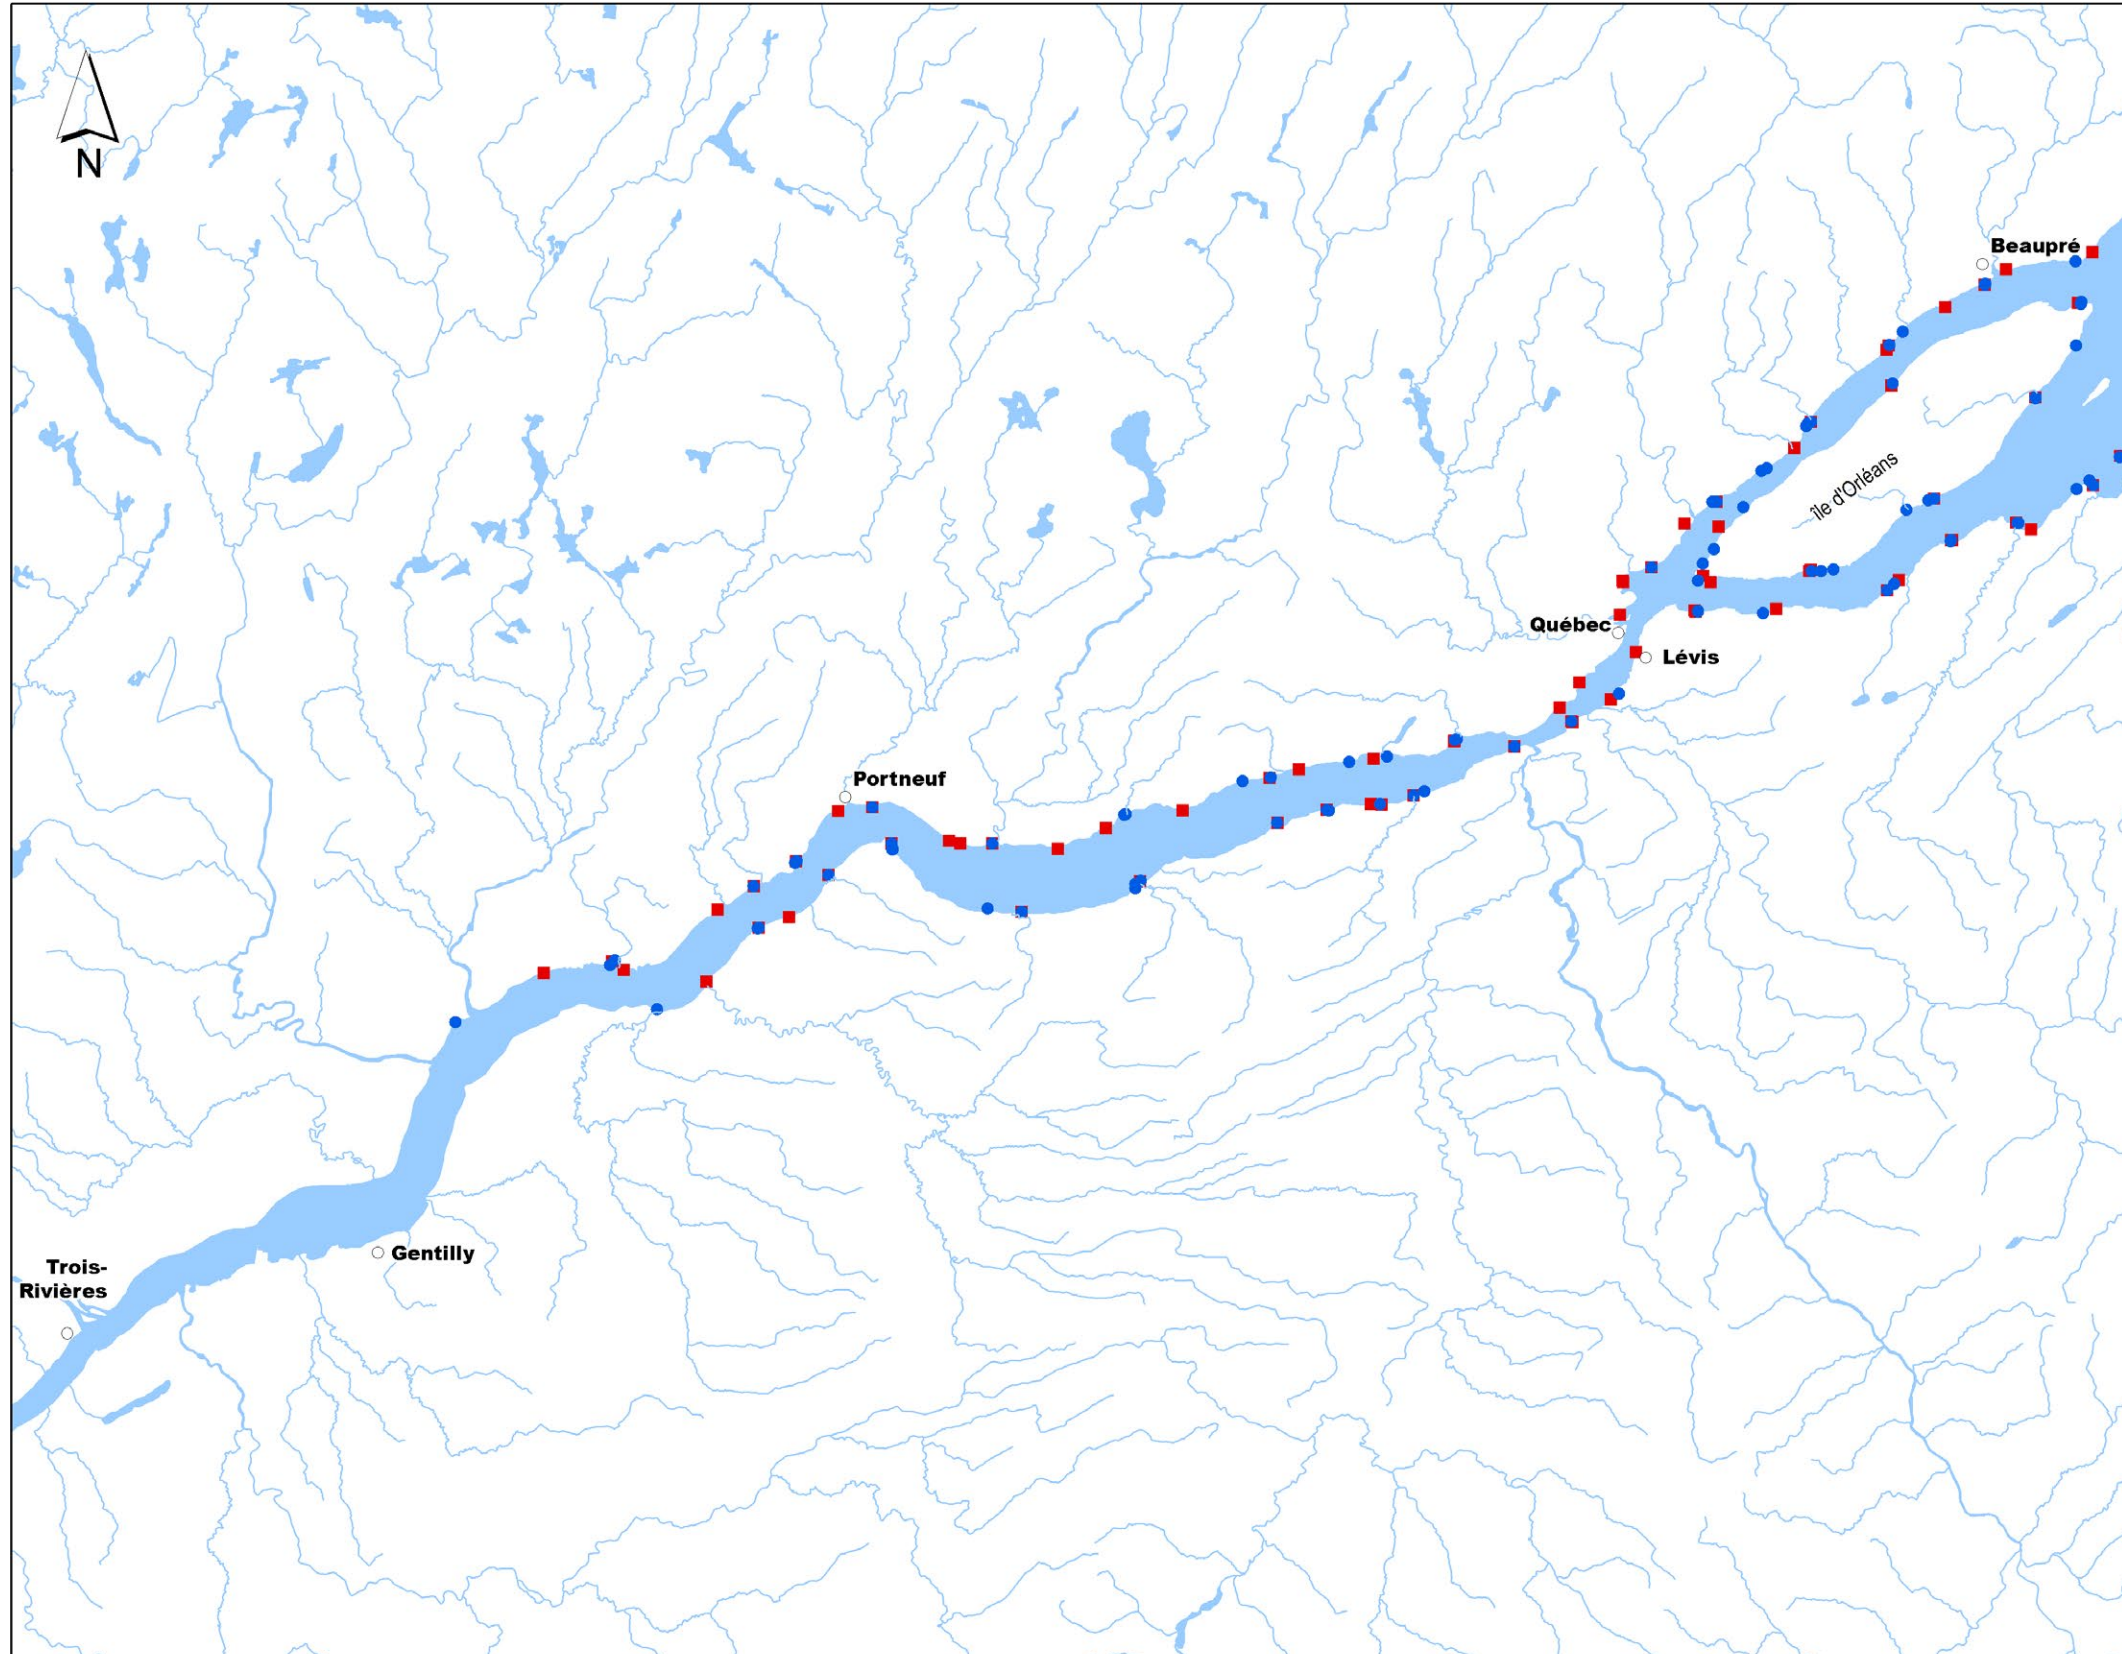 N
Beaupré
île d'Orléans
Québec
Lévis
Portneuf
Gentilly
Trois-
Rivières